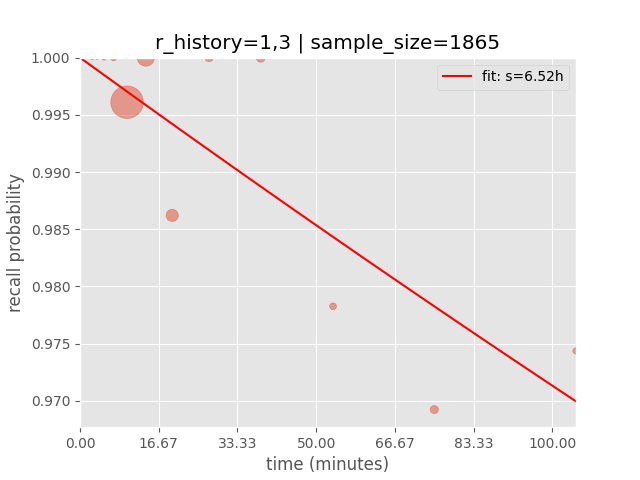 r_history=1,3 | sample_size=1865
fit: s=6.52h
1.000
0.995
0.990
0.985
0.980
0.975
0.970
recall probability
0.00 16.67 33.33 50.00 66.67 83.33 100.00
time (minutes)